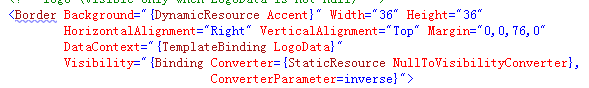 <Border Background="{DynamicResource Accent}" Width="36" Height="36"
HorizontalAlignment="Right" VerticalAlignment="Top" Margin="0,0,76,0"
DataContext="{TemplateBinding LogoData}"
Visibility="{Binding Converter={StaticResource NullToVisibilityConverter},
ConverterParameter=inverse}">